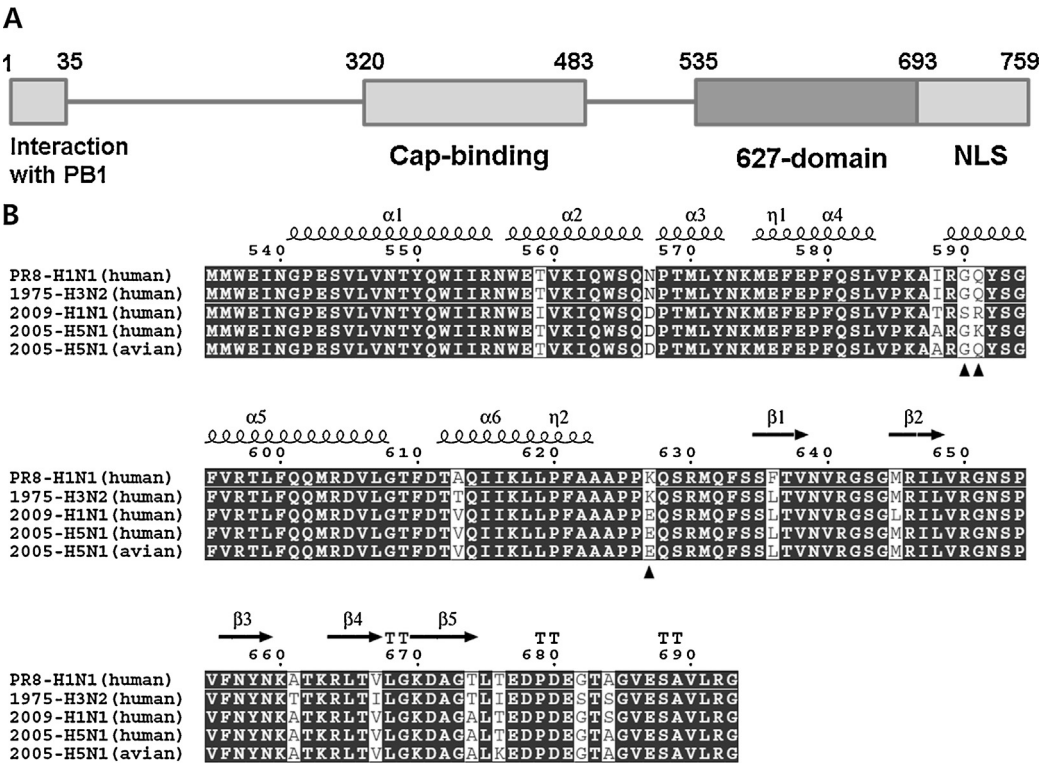 A
1 35 320 483 535 693 759
Interaction with PB1
Cap-binding
627-domain
NLS
B
α1 α2 α3 η1 α4
540 550 560 570 580 590
PR8-H1N1(human) MMWEINGPESVLVNTYQWIIRNWETVKIQWSQNPTMLYNKMEFEPFQSLVPKAIRGQYSG
1975-H3N2(human) MMWEINGPESVLVNTYQWIIRNWETVKIQWSQNPTMLYNKMEFEPFQSLVPKAIRGQYSG
2009-H1N1(human) MMWEINGPESVLVNTYQWIIRNWEIVKIQWSQDPTMLYNKMEFEPFQSLVPKATRSRYSG
2005-H5N1(human) MMWEINGPESVLVNTYQWIIRNWETVKIQWSQDPTMLYNKMEFEPFQSLVPKAARGKYSG
2005-H5N1(avian) MMWEINGPESVLVNTYQWIIRNWETVKIQWSQDPTMLYNKMEFEPFQSLVPKAARGQYSG
α5 α6 η2 β1 β2
600 610 620 630 640 650
PR8-H1N1(human) FVRTLFQQMRDVLGTFDTAQIIKLLPFAAAPPKQSRMQFSSFTVNVRGSGMRILVRGNSP
1975-H3N2(human) FVRTLFQQMRDVLGTFDTTQIIKLLPFAAAPPKQSRMQFSSLTVNVRGSGMRILVRGNSP
2009-H1N1(human) FVRTLFQQMRDVLGTFDTVQIIKLLPFAAAPPEQSRMQFSSLTVNVRGSGLRILVRGNSP
2005-H5N1(human) FVRTLFQQMRDVLGTFDTVQIIKLLPFAAAPPEQSRMQFSSLTVNVRGSGMRILVRGNSP
2005-H5N1(avian) FVRTLFQQMRDVLGTFDTVQIIKLLPFAAAPPEQSRMQFSSLTVNVRGSGMRILVRGNSP
β3 β4 TT β5 TT TT
660 670 680 690
PR8-H1N1(human) VFNYNKATKRLTVLGKDAGTLTEDPDEGTAGVESAVLRG
1975-H3N2(human) VFNYNKTTKRLTILGKDAGTLIEDPDESTSGVESAVLRG
2009-H1N1(human) VFNYNKATKRLTVLGKDAGALTEDPDEGTSGVESAVLRG
2005-H5N1(human) VFNYNKATKRLTVLGKDAGALTEDPDEGTAGVESAVLRG
2005-H5N1(avian) VFNYNKATKRLTVLGKDAGALKEDPDEGTAGVESAVLRG